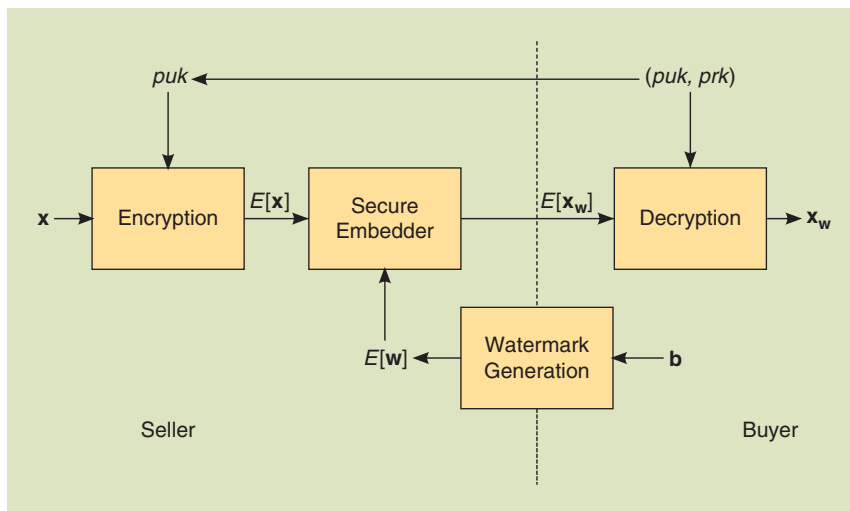 puk
(puk, prk)
x
Encryption
E[x]
Secure
Embedder
E[xw]
Decryption
xw
E[w]
Watermark
Generation
b
Seller
Buyer